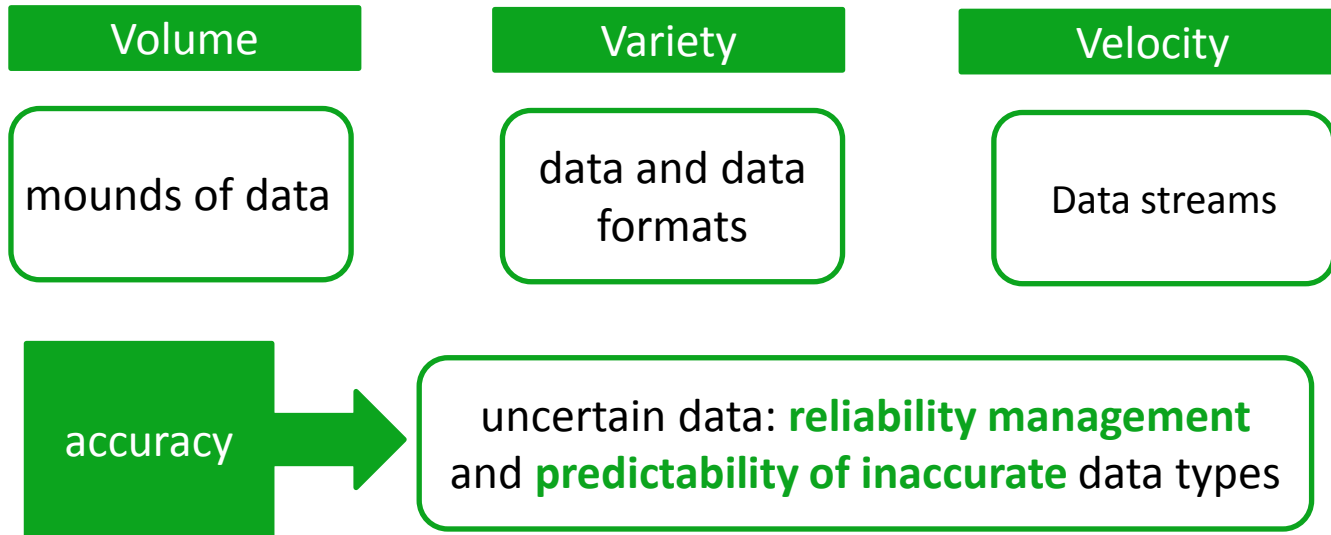 Volume
Variety
Velocity
mounds of data
data and data
formats
Data streams
accuracy
uncertain data: reliability management
and predictability of inaccurate data types